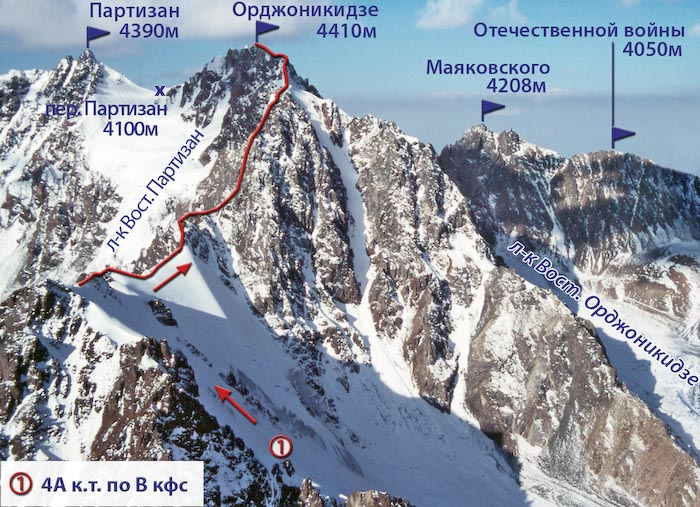 Партизан
4390м
Орджоникидзе
4410м
Отечественной войны
4050м
Маяковского
4208м
х
пер. Партизан
4100м
л-к Вост. Партизан
л-к Вост. Орджоникидзе
1
1 4А к.т. по В кфс